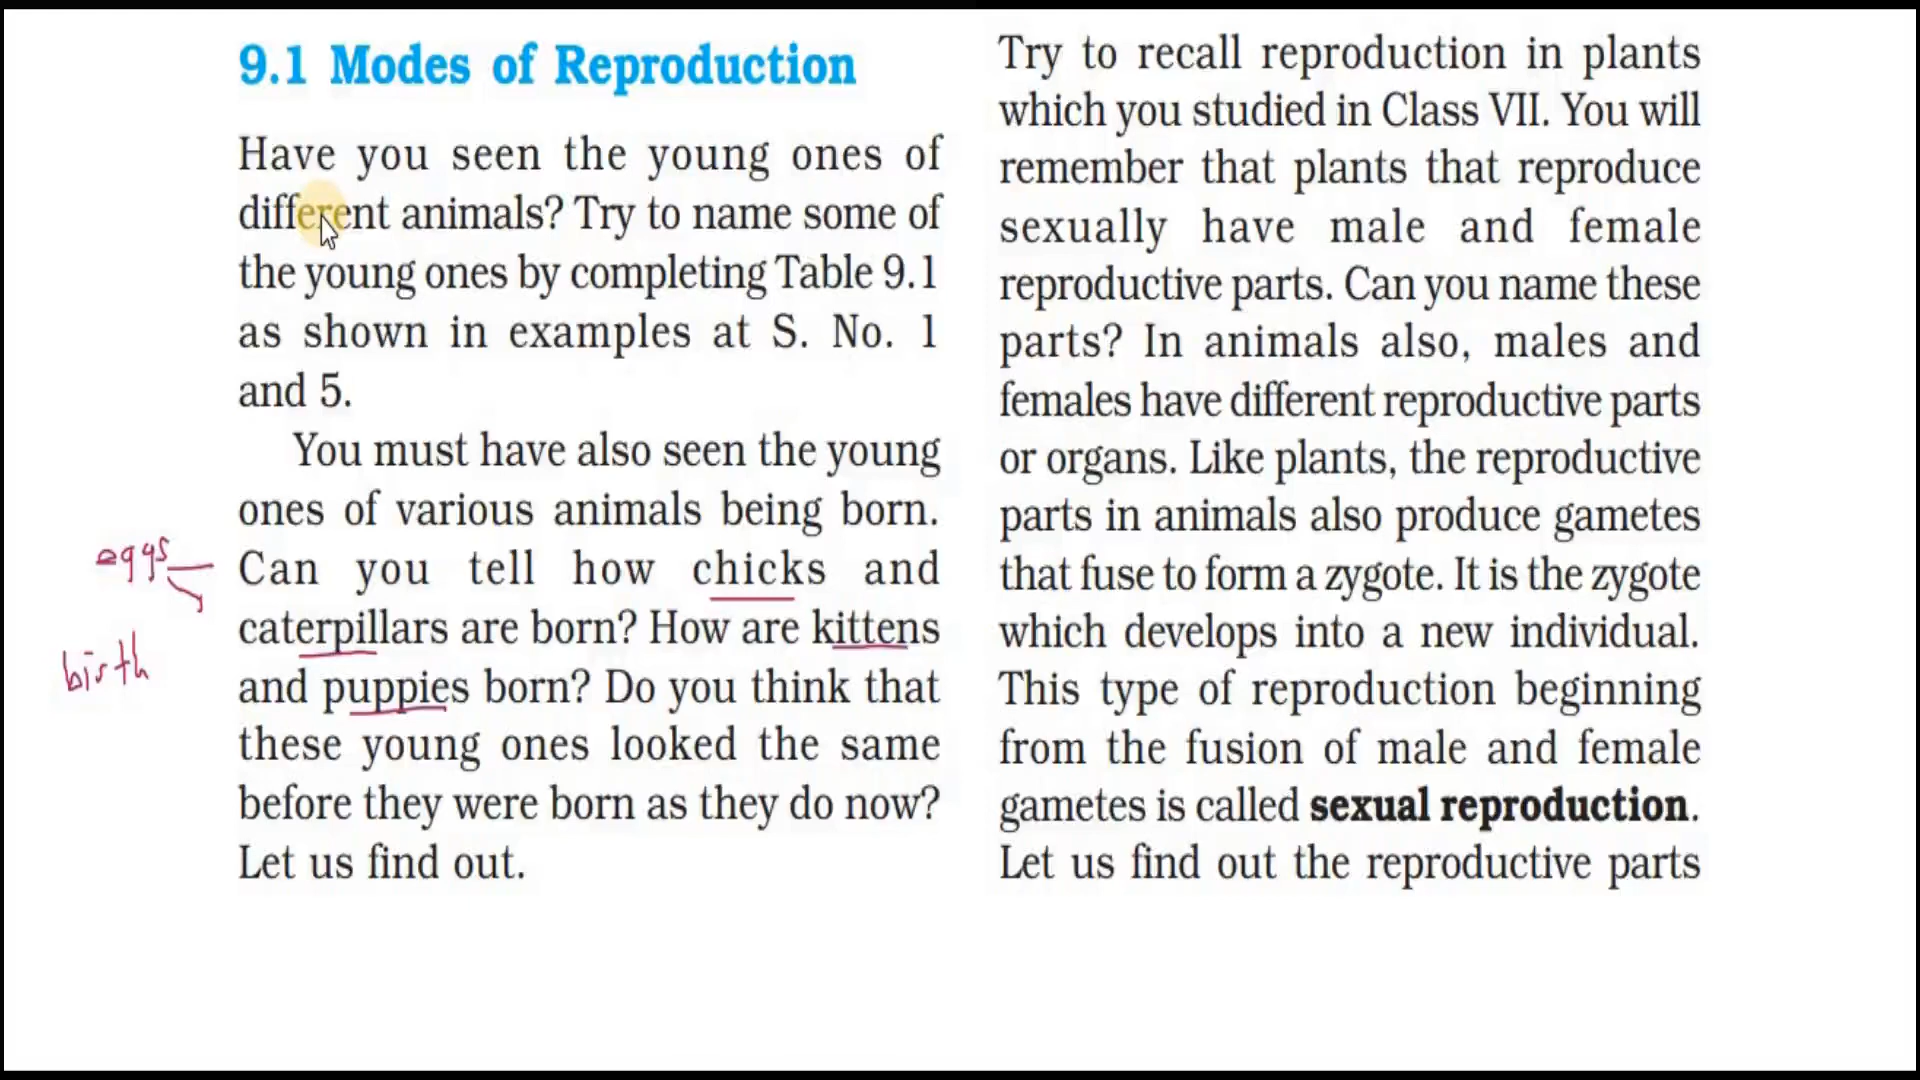 9.1 Modes of Reproduction
Have you seen the young ones of
different animals? Try to name some of
the young ones by completing Table 9.1
as shown in examples at S. No. 1
and 5.
You must have also seen the young
ones of various animals being born.
eggs
Can you tell how chicks and
caterpillars are born? How are kittens
birth
and puppies born? Do you think that
these young ones looked the same
before they were born as they do now?
Let us find out.
Try to recall reproduction in plants
which you studied in Class VII. You will
remember that plants that reproduce
sexually have male and female
reproductive parts. Can you name these
parts? In animals also, males and
females have different reproductive parts
or organs. Like plants, the reproductive
parts in animals also produce gametes
that fuse to form a zygote. It is the zygote
which develops into a new individual.
This type of reproduction beginning
from the fusion of male and female
gametes is called sexual reproduction.
Let us find out the reproductive parts